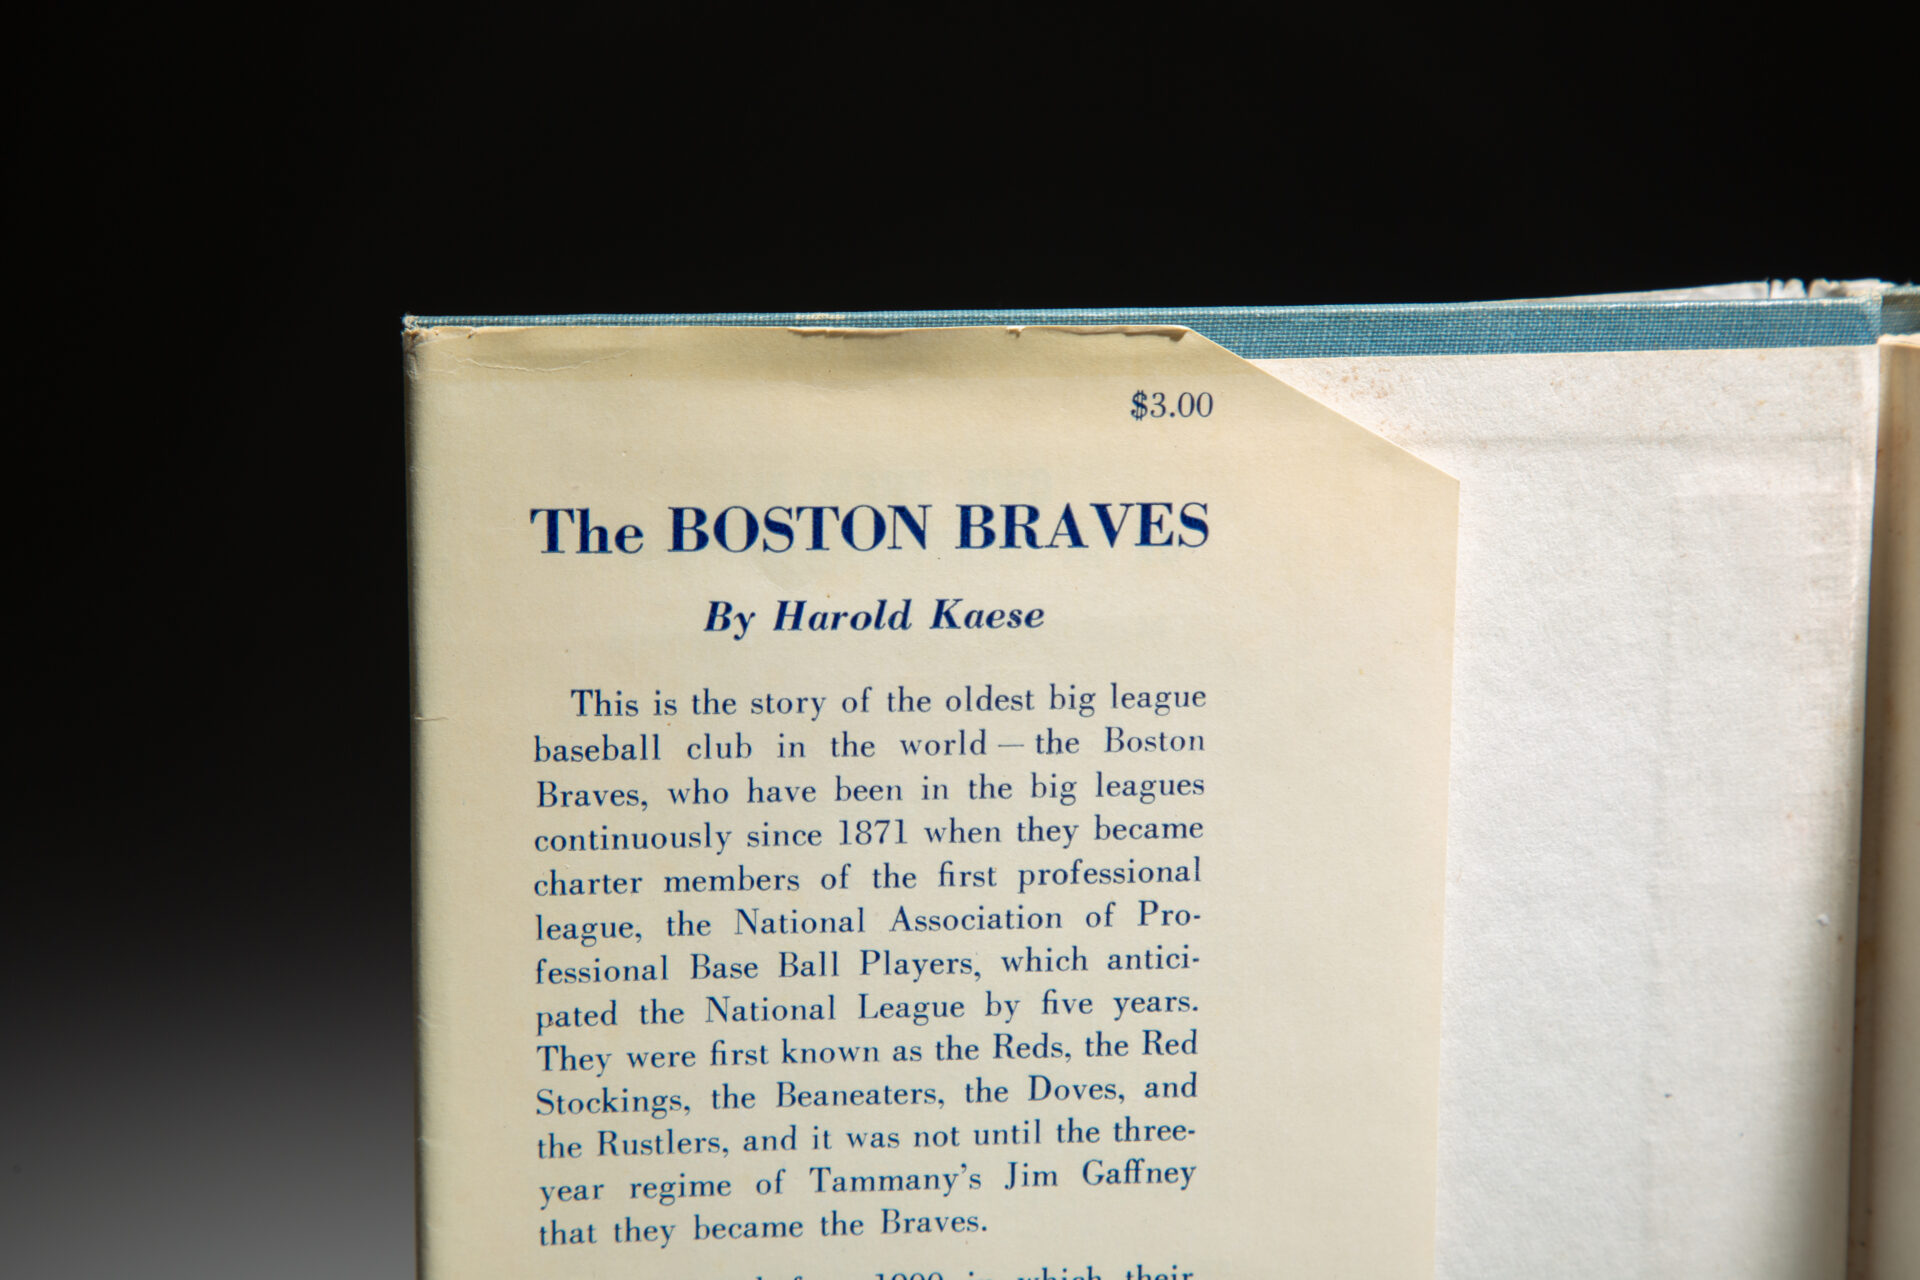 $3.00
The BOSTON BRAVES
By Harold Kaese
This is the story of the oldest big league
baseball club in the world — the Boston
Braves, who have been in the big leagues
continuously since 1871 when they became
charter members of the first professional
league, the National Association of Pro-
fessional Base Ball Players, which antici-
pated the National League by five years.
They were first known as the Reds, the Red
Stockings, the Beaneaters, the Doves, and
the Rustlers, and it was not until the three-
year regime of Tammany's Jim Gaffney
that they became the Braves.
1900 in which their